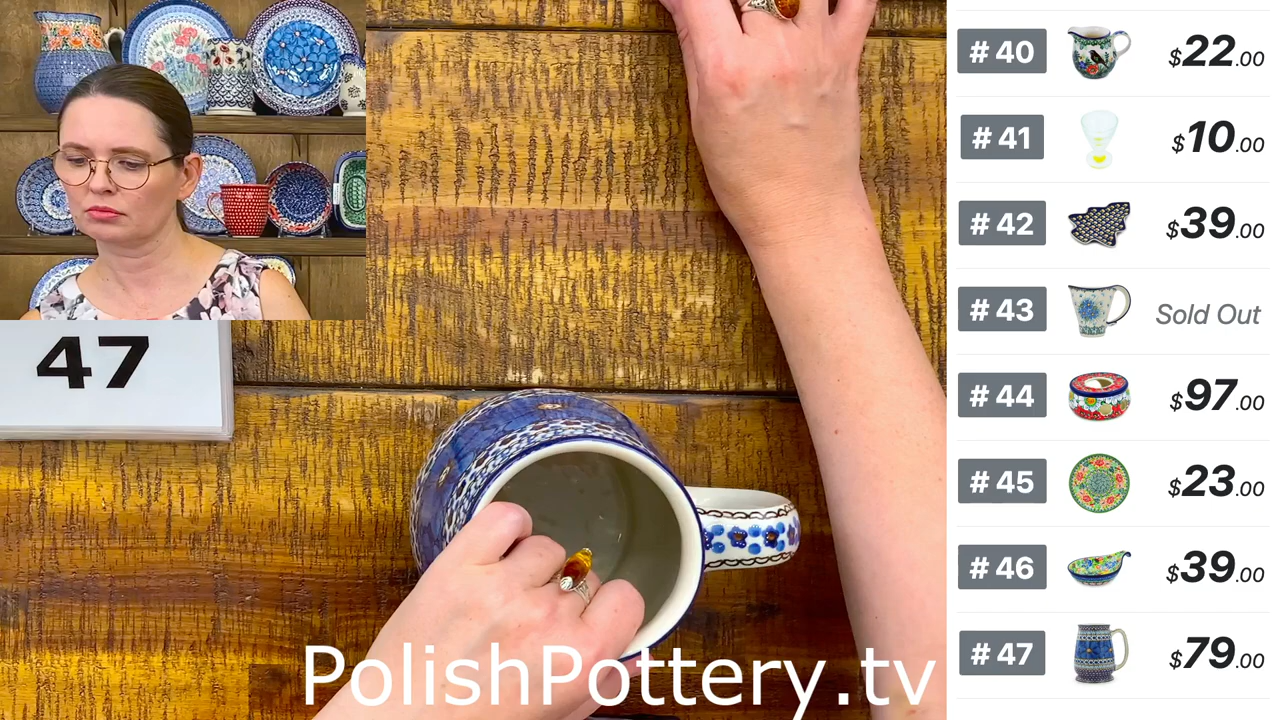 47
PolishPottery.tv
# 40 $22.00
# 41 $10.00
# 42 $39.00
# 43 Sold Out
# 44 $97.00
# 45 $23.00
# 46 $39.00
# 47 $79.00